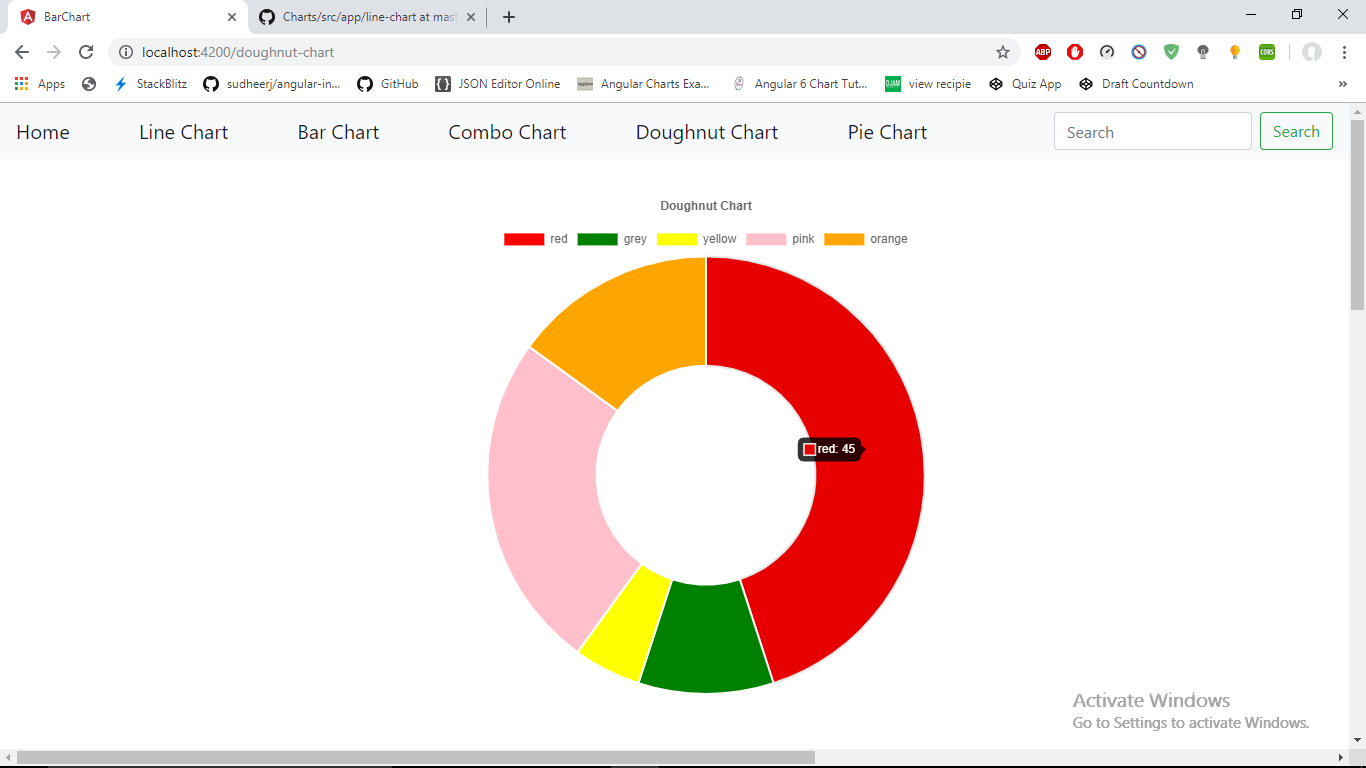 BarChart
Charts/src/app/line-chart at mast
localhost:4200/doughnut-chart
ABP
CORS
Apps
StackBlitz
sudheerj/angular-in...
GitHub
JSON Editor Online
Angular Charts Exa...
Angular 6 Chart Tut...
view recipie
Quiz App
Draft Countdown
»
Home
Line Chart
Bar Chart
Combo Chart
Doughnut Chart
Pie Chart
Search
Search
Doughnut Chart
red
grey
yellow
pink
orange
red: 45
Activate Windows
Go to Settings to activate Windows.